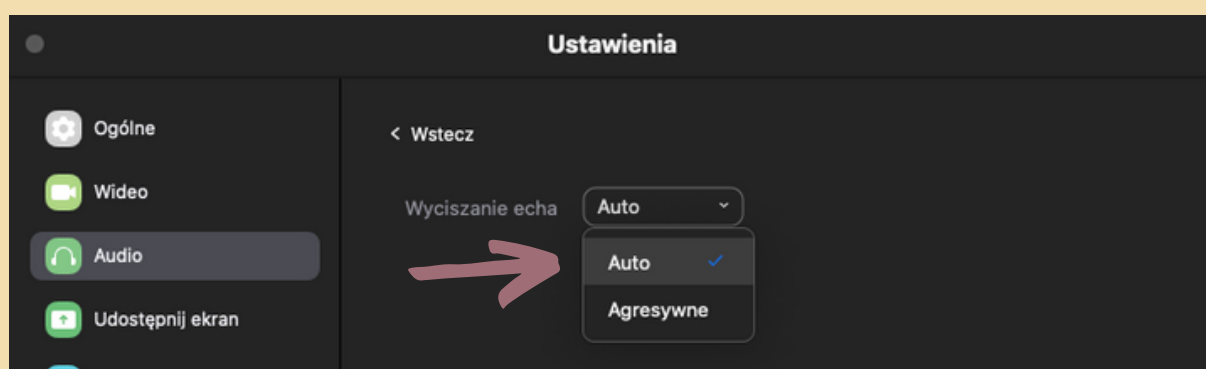 Ustawienia
Ogólne
Wideo
Audio
Udostępnij ekran
< Wstecz
Wyciszanie echa Auto
Auto
Agresywne